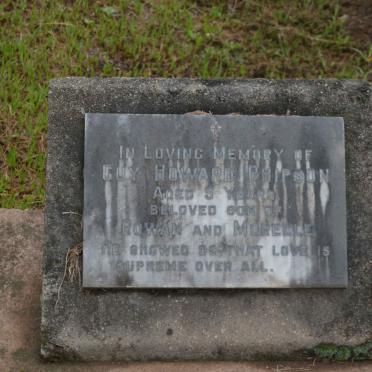 IN LOVING MEMORY OF
GUY HOWARD
AGED 3 YEARS
BELOVED SON OF
ROWAN AND
HE SHOWED US THAT LOVE IS
SUPREME OVER ALL.